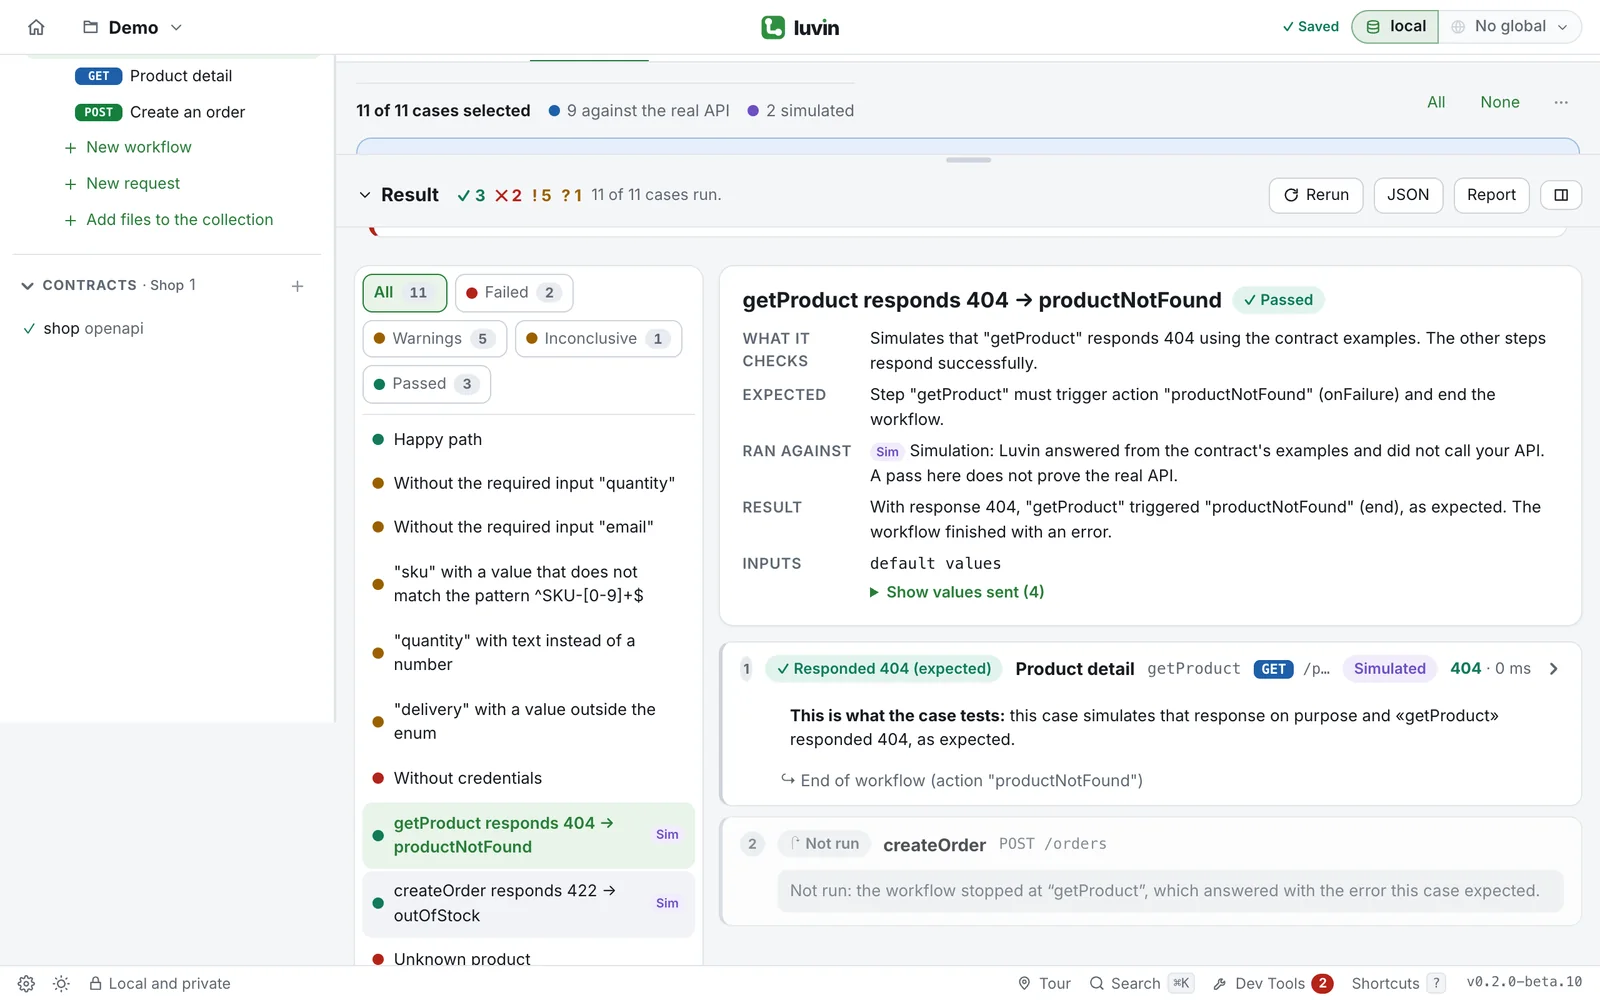 Demo
luvin
Saved
local
No global
GET Product detail
POST Create an order
+ New workflow
+ New request
+ Add files to the collection
CONTRACTS · Shop 1
shop openapi
11 of 11 cases selected
9 against the real API
2 simulated
All
None
Result
3
2
! 5
? 1
11 of 11 cases run.
Rerun
JSON
Report
All 11
Failed 2
Warnings 5
Inconclusive 1
Passed 3
Happy path
Without the required input "quantity"
Without the required input "email"
"sku" with a value that does not
match the pattern ^SKU-[0-9]+$
"quantity" with text instead of a
number
"delivery" with a value outside the
enum
Without credentials
getProduct responds 404 →
productNotFound
Sim
createOrder responds 422 →
outOfStock
Sim
Unknown product
getProduct responds 404 → productNotFound
Passed
WHAT IT
CHECKS
Simulates that "getProduct" responds 404 using the contract examples. The other steps
respond successfully.
EXPECTED
Step "getProduct" must trigger action "productNotFound" (onFailure) and end the
workflow.
RAN AGAINST
Sim Simulation: Luvin answered from the contract's examples and did not call your API.
A pass here does not prove the real API.
RESULT
With response 404, "getProduct" triggered "productNotFound" (end), as expected. The
workflow finished with an error.
INPUTS
default values
Show values sent (4)
1
Responded 404 (expected)
Product detail
getProduct
GET
/p…
Simulated
404 · 0 ms
This is what the case tests: this case simulates that response on purpose and «getProduct»
responded 404, as expected.
End of workflow (action "productNotFound")
2
Not run
createOrder
POST /orders
Not run: the workflow stopped at “getProduct”, which answered with the error this case expected.
Local and private
Tour
Search ⌘K
Dev Tools 2
Shortcuts ?
v0.2.0-beta.10